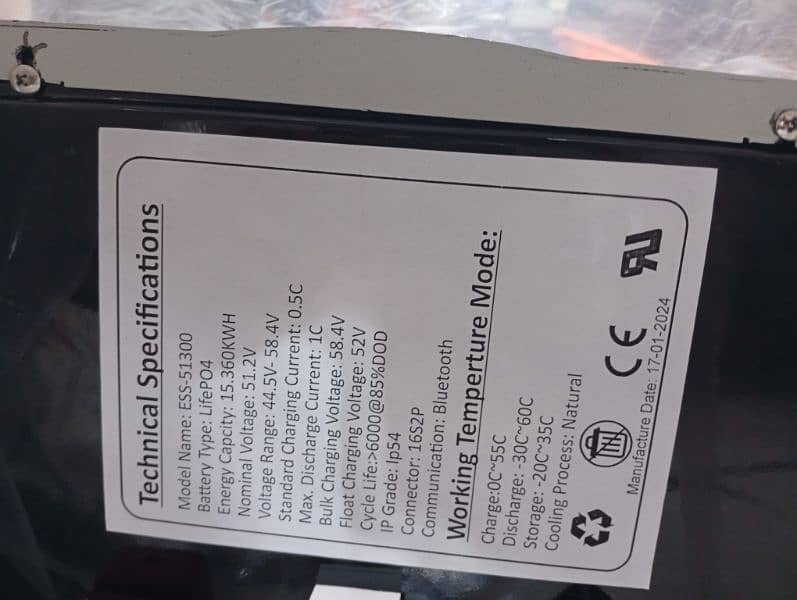 Technical Specifications
Model Name: ESS-51300
Battery Type: LifePO4
Energy Capcity: 15.360KWH
Nominal Voltage: 51.2V
Voltage Range: 44.5V- 58.4V
Standard Charging Current: 0.5C
Max. Discharge Current: 1C
Bulk Charging Voltage: 58.4V
Float Charging Voltage: 52V
Cycle Life:>6000@85%DOD
IP Grade: Ip54
Connector: 16S2P
Communication: Bluetooth
Working Temperture Mode:
Charge:0C~55C
Discharge: -30C~60C
Storage: -20C~35C
Cooling Process: Natural
CE
RU
Manufacture Date: 17-01-2024